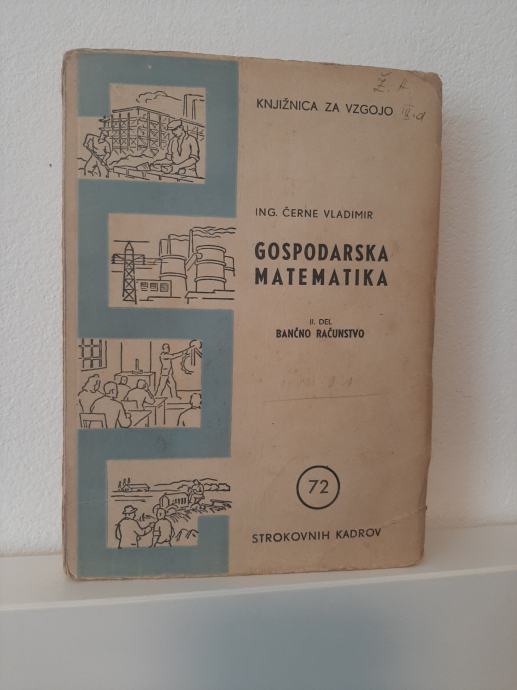 KNJIŽNICA ZA VZGOJO
ING. ČERNE VLADIMIR
GOSPODARSKA
MATEMATIKA
II. DEL
BANČNO RAČUNSTVO
72
STROKOVNIH KADROV